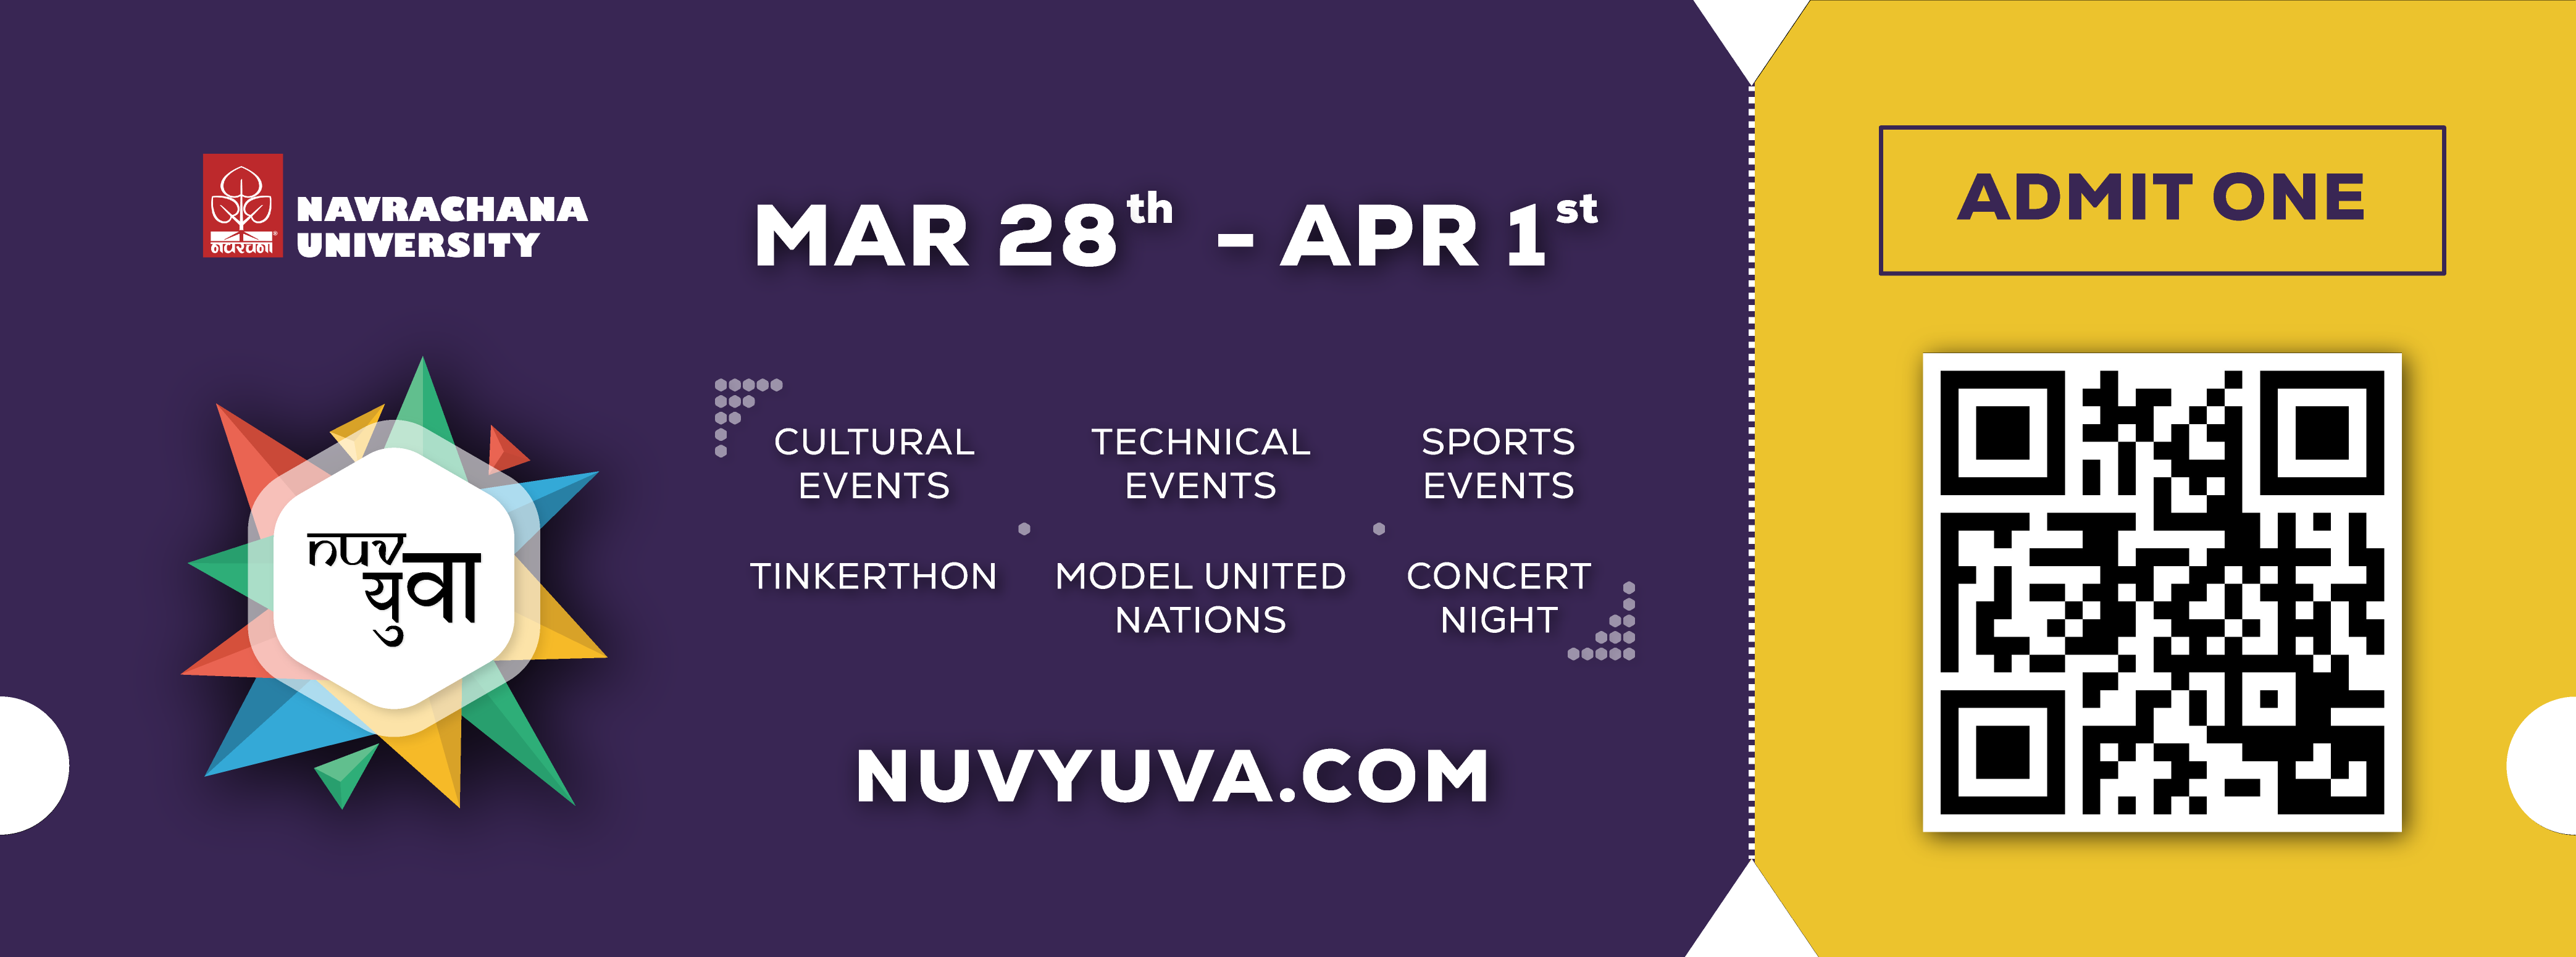 नवरचना
NAVRACHANA
UNIVERSITY
MAR 28th - APR 1st
ADMIT ONE
CULTURAL
EVENTS
TECHNICAL
EVENTS
SPORTS
EVENTS
nuv
युवा
TINKERTHON
MODEL UNITED
NATIONS
CONCERT
NIGHT
NUVYUVA.COM